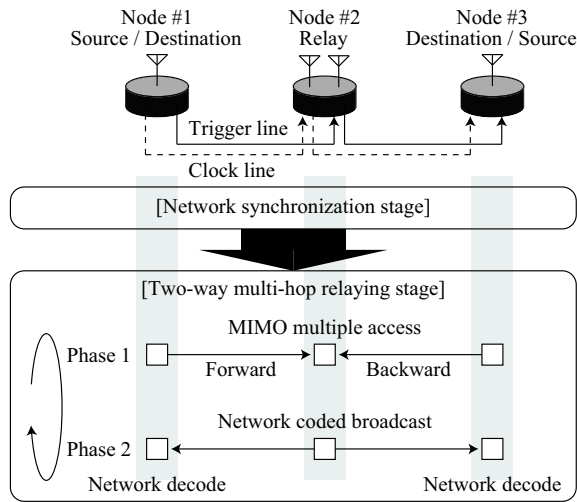 Node #1
Source / Destination
Node #2
Relay
Node #3
Destination / Source
Trigger line
Clock line
[Network synchronization stage]
[Two-way multi-hop relaying stage]
MIMO multiple access
Phase 1
Forward
Backward
Network coded broadcast
Phase 2
Network decode
Network decode